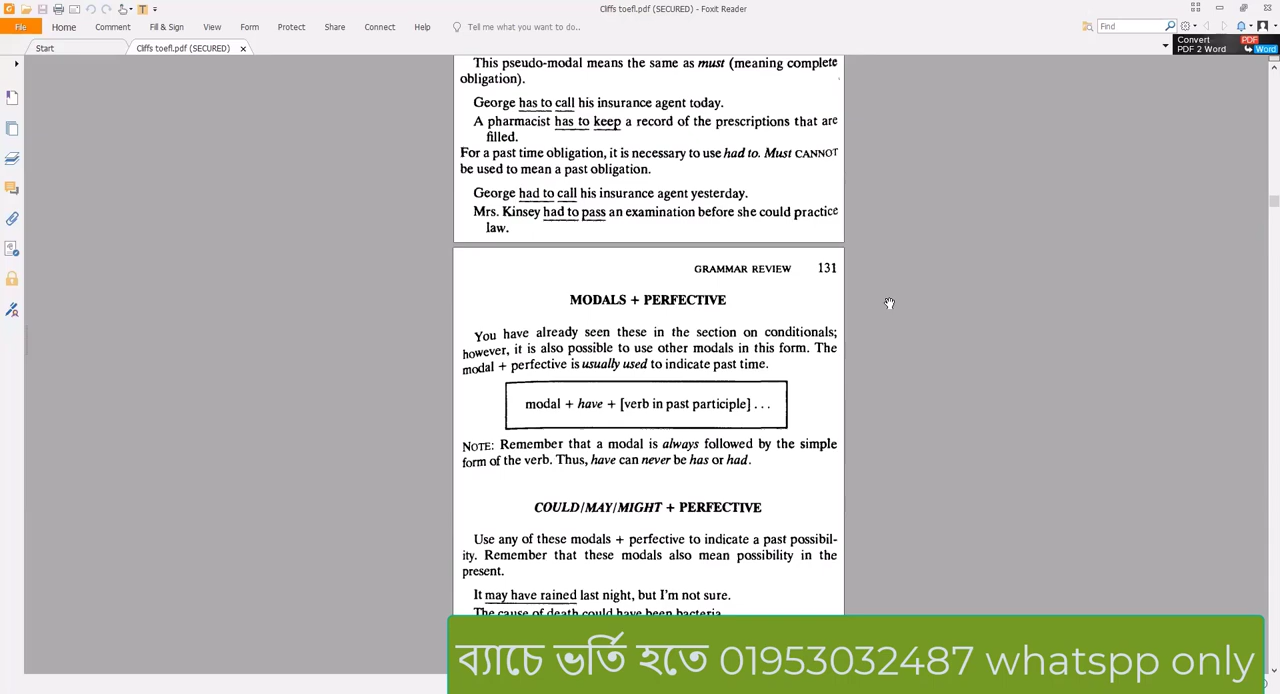 Cliffs toefl.pdf (SECURED) - Foxit Reader
File Home Comment Fill & Sign View Form Protect Share Connect Help Tell me what you want to do..
Find
Start Cliffs toefl.pdf (SECURED)
Convert PDF
PDF 2 Word Word
This pseudo-modal means the same as must (meaning complete
obligation).
George has to call his insurance agent today.
A pharmacist has to keep a record of the prescriptions that are
filled.
For a past time obligation, it is necessary to use had to. Must CANNOT
be used to mean a past obligation.
George had to call his insurance agent yesterday.
Mrs. Kinsey had to pass an examination before she could practice
law.
GRAMMAR REVIEW 131
MODALS + PERFECTIVE
You have already seen these in the section on conditionals;
however, it is also possible to use other modals in this form. The
modal + perfective is usually used to indicate past time.
modal + have + [verb in past participle] . . .
NOTE: Remember that a modal is always followed by the simple
form of the verb. Thus, have can never be has or had.
COULD/MAY/MIGHT + PERFECTIVE
Use any of these modals + perfective to indicate a past possibil-
ity. Remember that these modals also mean possibility in the
present.
It may have rained last night, but I'm not sure.
The cause of death could have been bacteria.
ব্যাচে ভর্তি হতে 01953032487 whatspp only